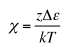 χ = zΔε / kT